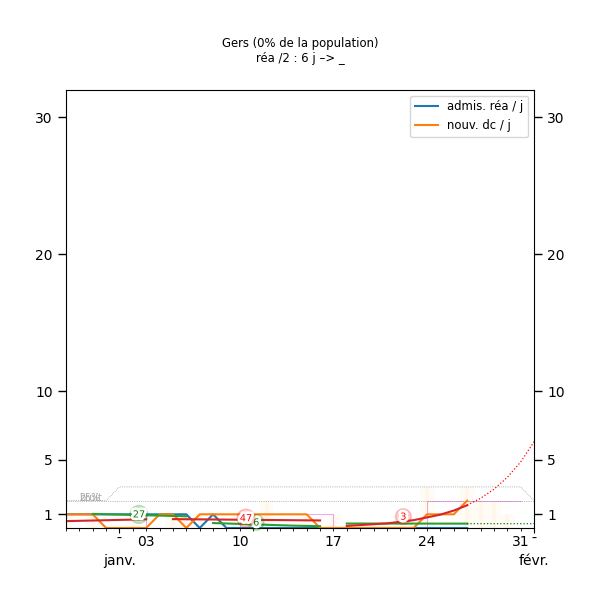 Gers (0% de la population)
réa /2 : 6 j –> _
admis. réa / j
nouv. dc / j
30
30
20
20
10
10
5
5
1
1
27
47
6
3
- 03 10 17 24 31 -
janv. févr.